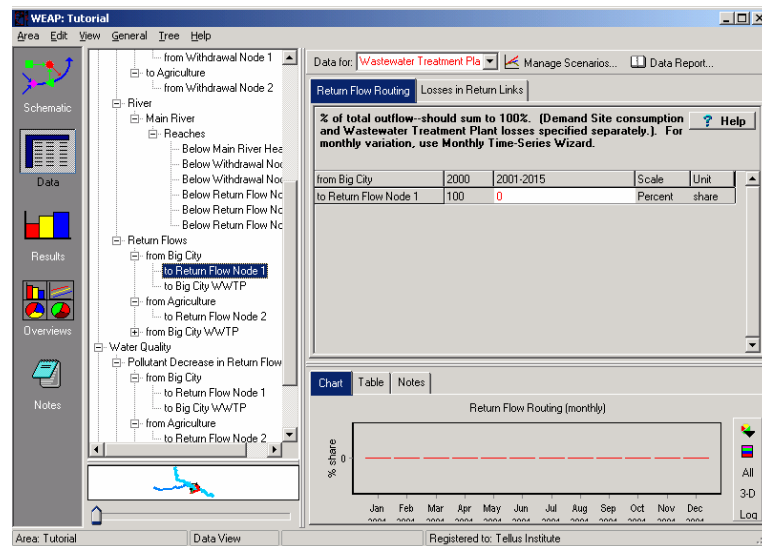 WEAP: Tutorial
Area Edit View General Tree Help
Schematic
Data
Results
Overviews
Notes
from Withdrawal Node 1
to Agriculture
from Withdrawal Node 2
River
Main River
Reaches
Below Main River Hea
Below Withdrawal Noc
Below Withdrawal Noc
Below Return Flow Nc
Below Return Flow Nc
Below Return Flow Nc
Return Flows
from Big City
to Return Flow Node 1
to Big City WWTP
from Agriculture
to Return Flow Node 2
from Big City WWTP
Water Quality
Pollutant Decrease in Return Flow
from Big City
to Return Flow Node 1
to Big City WWTP
from Agriculture
to Return Flow Node 2
Data for: Wastewater Treatment Pla Manage Scenarios... Data Report...
Return Flow Routing Losses in Return Links
% of total outflow--should sum to 100%. (Demand Site consumption
and Wastewater Treatment Plant losses specified separately.). For
monthly variation, use Monthly Time-Series Wizard.
? Help
from Big City 2000 2001-2015 Scale Unit
to Return Flow Node 1 100 0 Percent share
Chart Table Notes
Return Flow Routing (monthly)
% share
0
Jan Feb Mar Apr May Jun Jul Aug Sep Oct Nov Dec
All
3-D
Log
Area: Tutorial Data View Registered to: Tellus Institute